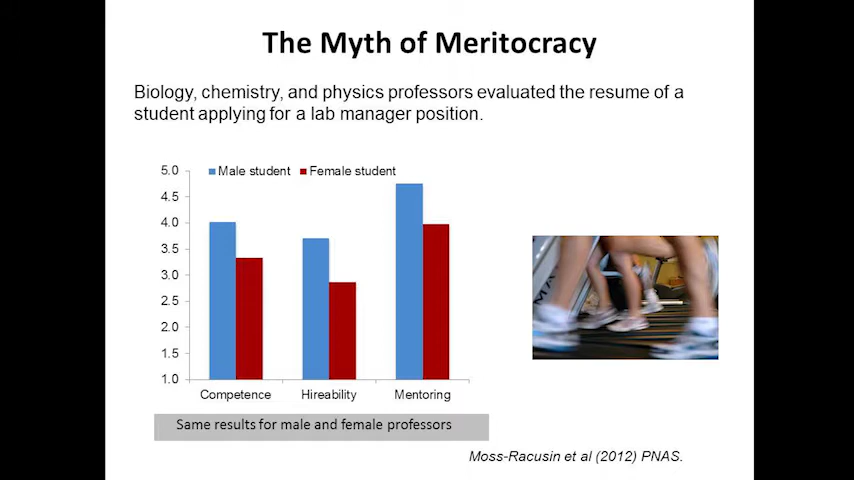 The Myth of Meritocracy
Biology, chemistry, and physics professors evaluated the resume of a
student applying for a lab manager position.
Male student Female student
5.0
4.5
4.0
3.5
3.0
2.5
2.0
1.5
1.0
Competence Hireability Mentoring
Same results for male and female professors
Moss-Racusin et al (2012) PNAS.